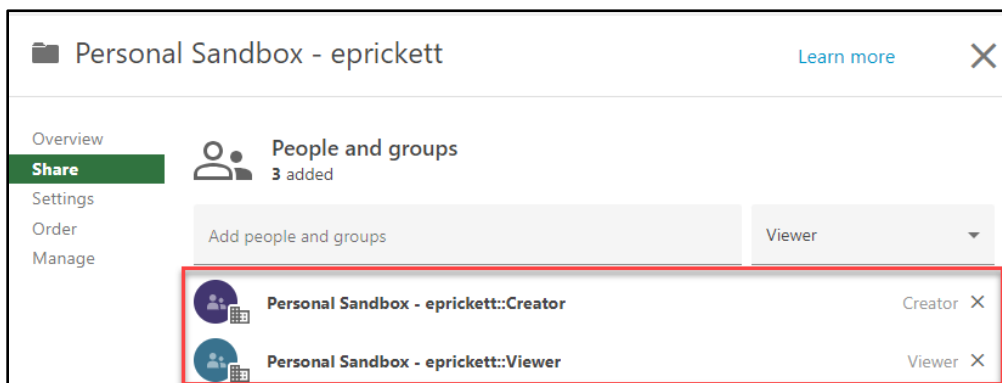 Personal Sandbox - eprickett
Learn more
Overview
Share
Settings
Order
Manage
People and groups
3 added
Add people and groups
Viewer
Personal Sandbox - eprickett::Creator
Creator
Personal Sandbox - eprickett::Viewer
Viewer